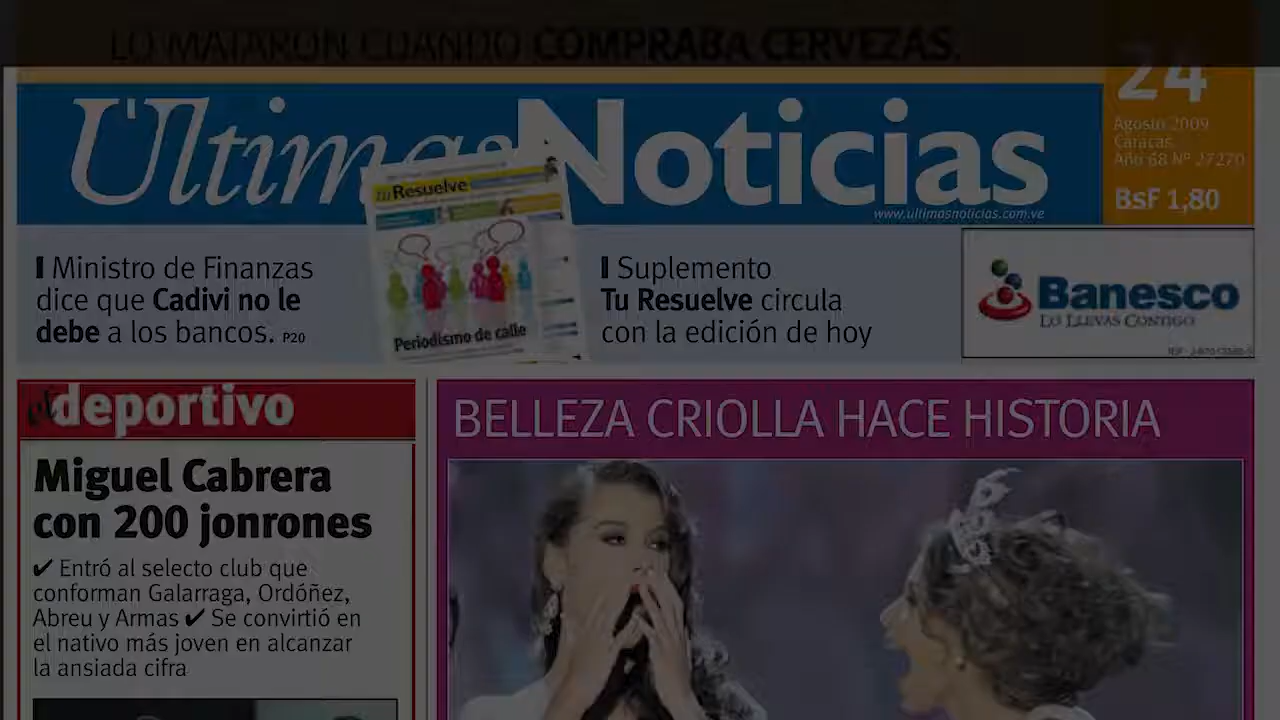 LO MATARON CUANDO COMPRABA CERVEZAS.
Últimas Noticias
www.ultimasnoticias.com.ve
24
Agosto 2009
Caracas
Año 68 Nº 27270
BsF 1,80
I Ministro de Finanzas
dice que Cadivi no le
debe a los bancos. P20
tu Resuelve
Periodismo de calle
I Suplemento
Tu Resuelve circula
con la edición de hoy
Banesco
LO LLEVAS CONTIGO
el deportivo
Miguel Cabrera
con 200 jonrones
✔ Entró al selecto club que
conforman Galarraga, Ordóñez,
Abreu y Armas ✔ Se convirtió en
el nativo más joven en alcanzar
la ansiada cifra
BELLEZA CRIOLLA HACE HISTORIA